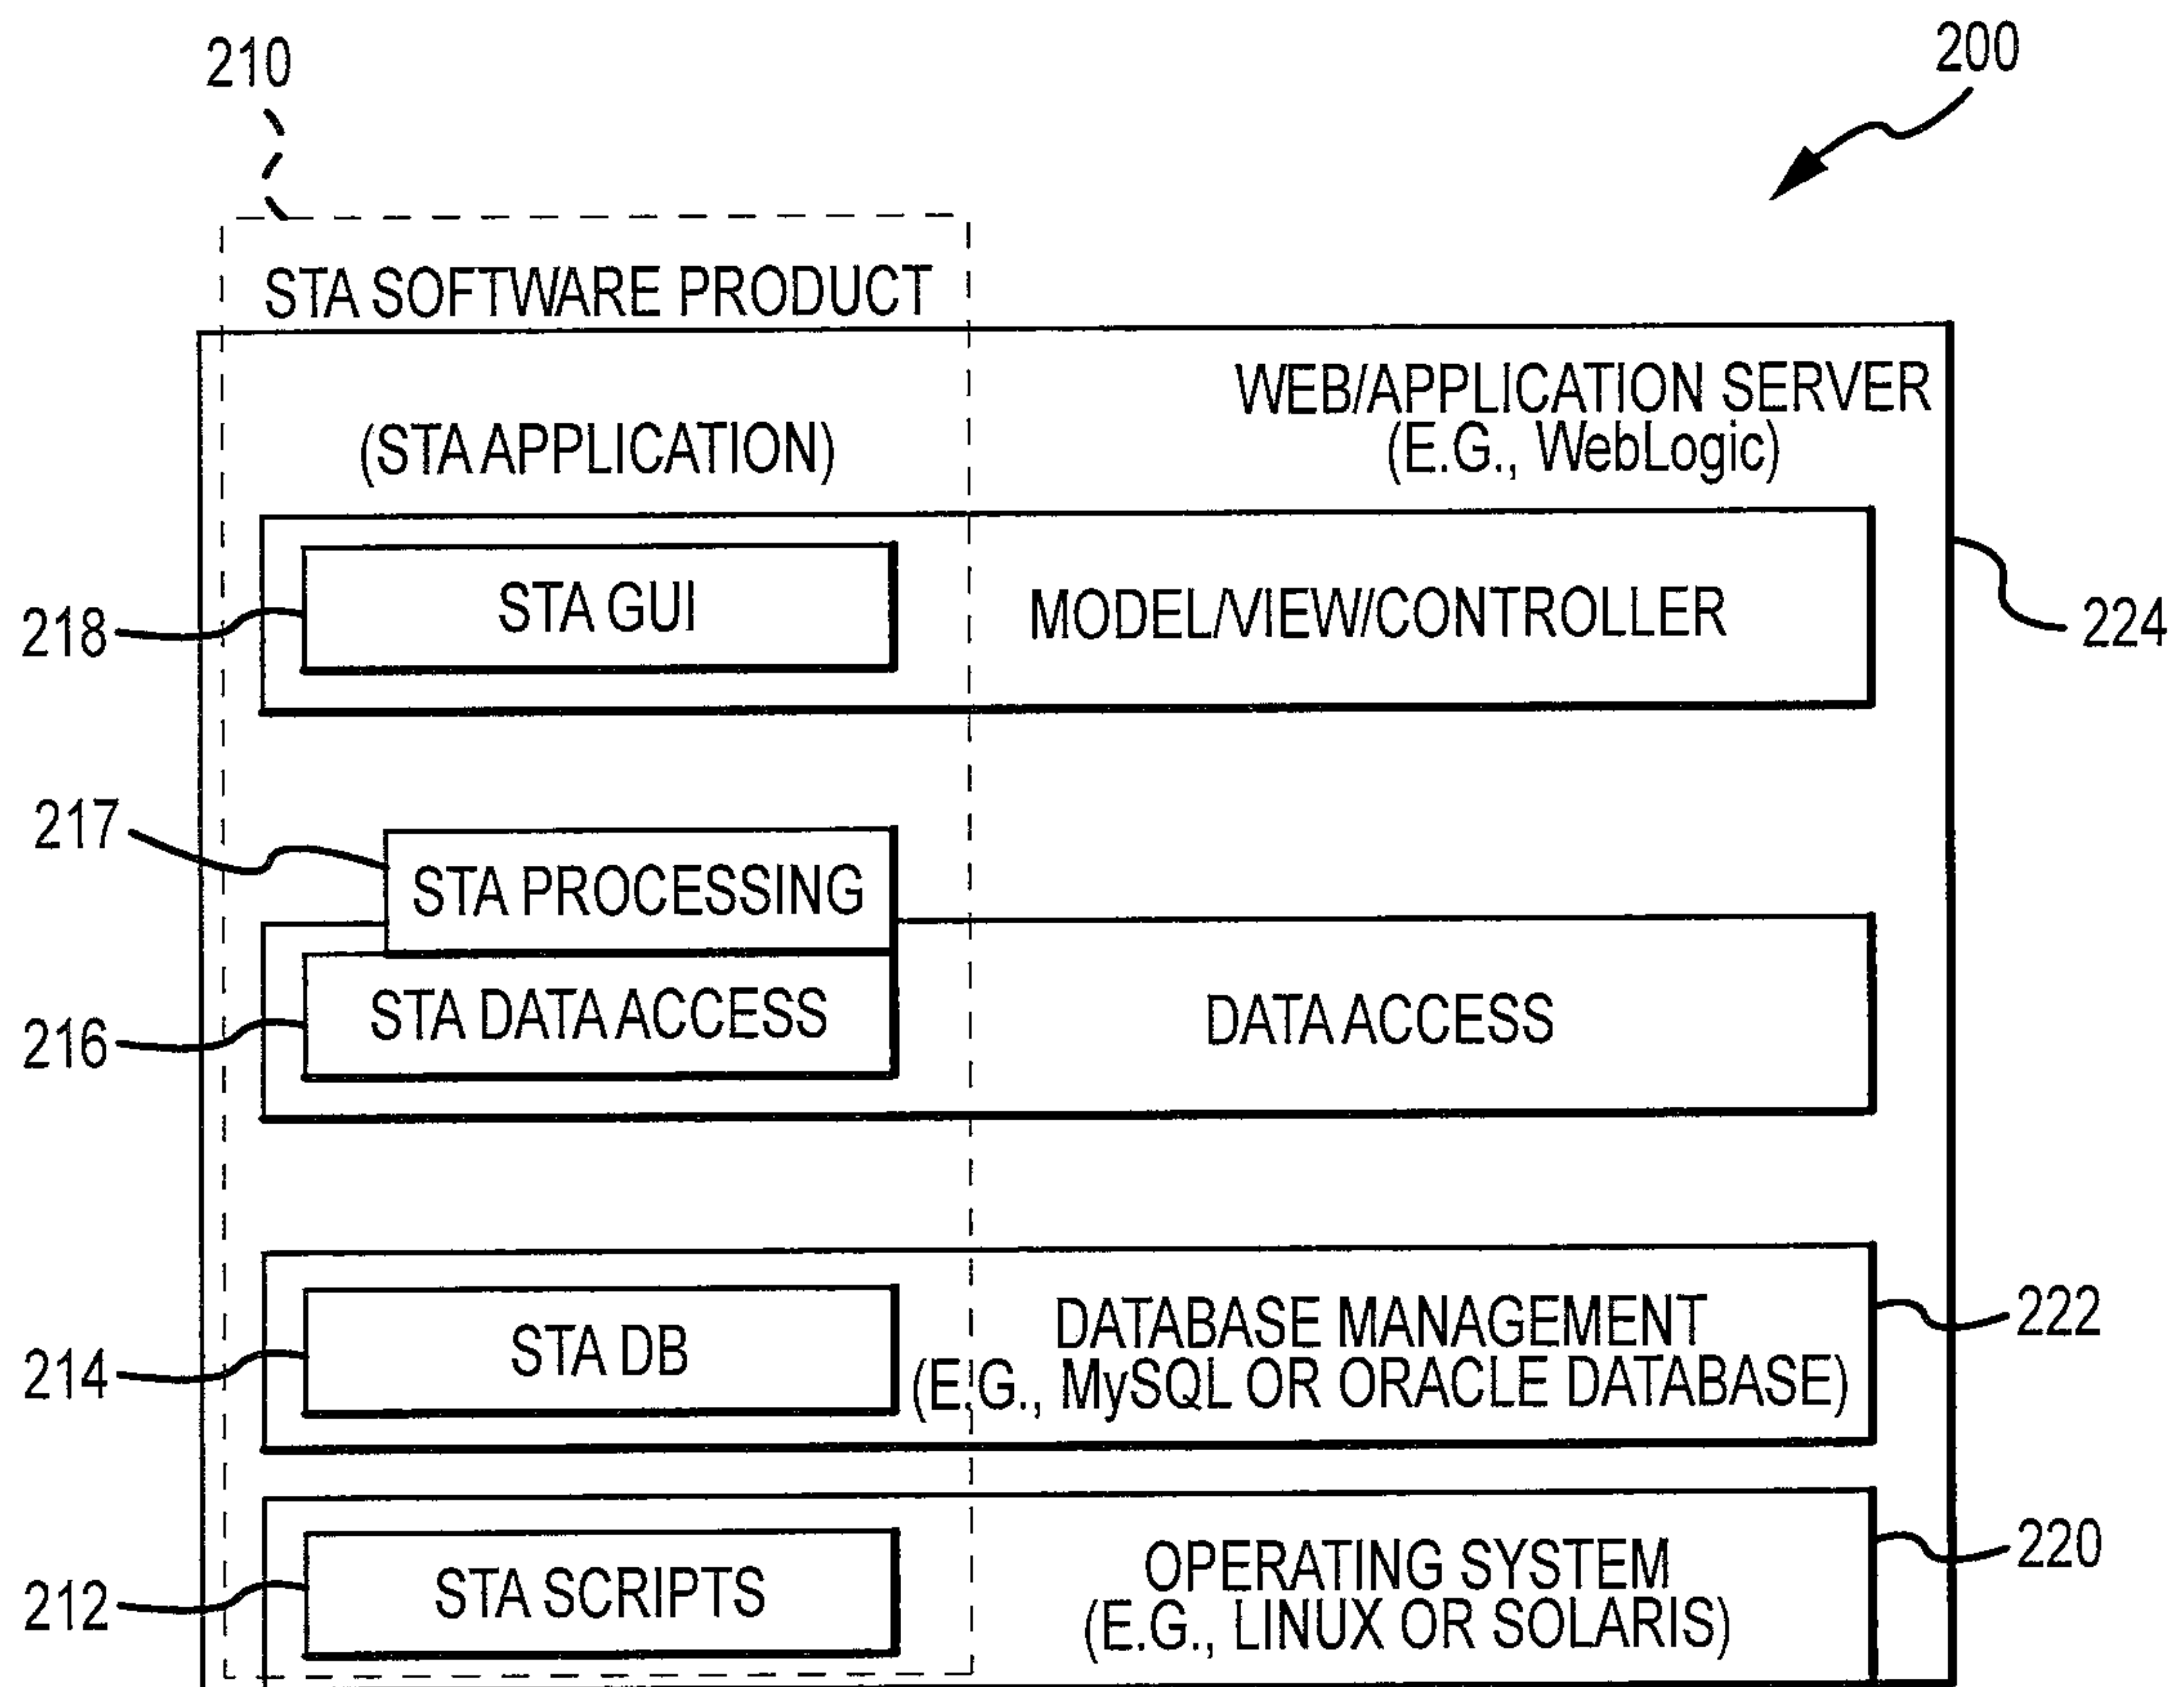 210
200
STA SOFTWARE PRODUCT
WEB/APPLICATION SERVER
(E.G., WebLogic)
(STA APPLICATION)
STA GUI
MODEL/VIEW/CONTROLLER
218
224
217
STA PROCESSING
STA DATA ACCESS
DATA ACCESS
216
STA DB
DATABASE MANAGEMENT
(E.G., MySQL OR ORACLE DATABASE)
222
214
STA SCRIPTS
OPERATING SYSTEM
(E.G., LINUX OR SOLARIS)
220
212